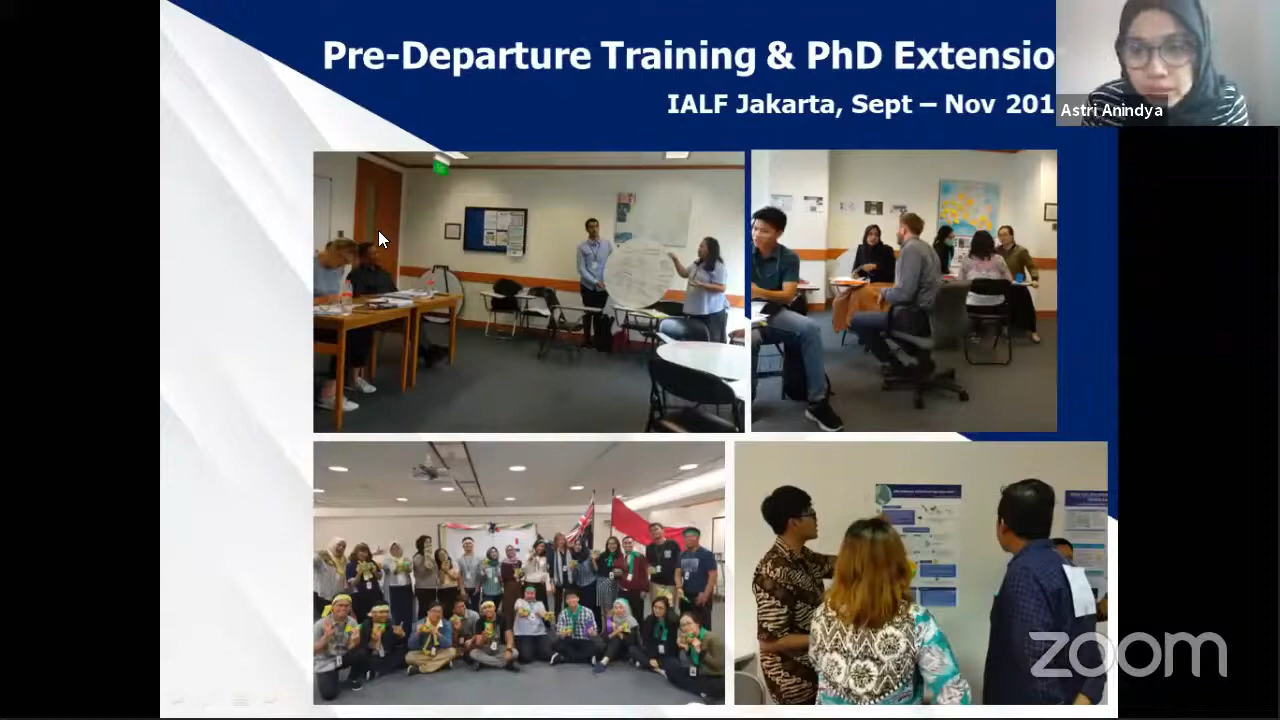 Pre-Departure Training & PhD Extensio
IALF Jakarta, Sept – Nov 201
Astri Anindya
zoom